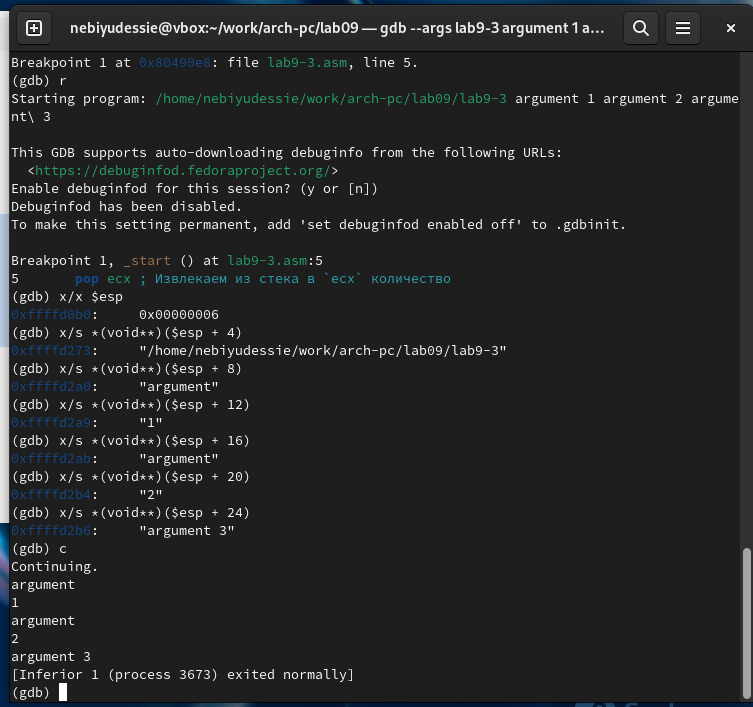 nebiyudessie@vbox:~/work/arch-pc/lab09 — gdb --args lab9-3 argument 1 a...
Breakpoint 1 at 0x80490e8: file lab9-3.asm, line 5.
(gdb) r
Starting program: /home/nebiyudessie/work/arch-pc/lab09/lab9-3 argument 1 argument 2 argume
nt\ 3
This GDB supports auto-downloading debuginfo from the following URLs:
<https://debuginfod.fedoraproject.org/>
Enable debuginfod for this session? (y or [n])
Debuginfod has been disabled.
To make this setting permanent, add 'set debuginfod enabled off' to .gdbinit.
Breakpoint 1, _start () at lab9-3.asm:5
5       pop ecx ; Извлекаем из стека в `ecx` количество
(gdb) x/x $esp
0xffffd0b0:     0x00000006
(gdb) x/s *(void**)($esp + 4)
0xffffd273:     "/home/nebiyudessie/work/arch-pc/lab09/lab9-3"
(gdb) x/s *(void**)($esp + 8)
0xffffd2a0:     "argument"
(gdb) x/s *(void**)($esp + 12)
0xffffd2a9:     "1"
(gdb) x/s *(void**)($esp + 16)
0xffffd2ab:     "argument"
(gdb) x/s *(void**)($esp + 20)
0xffffd2b4:     "2"
(gdb) x/s *(void**)($esp + 24)
0xffffd2b6:     "argument 3"
(gdb) c
Continuing.
argument
1
argument
2
argument 3
[Inferior 1 (process 3673) exited normally]
(gdb)